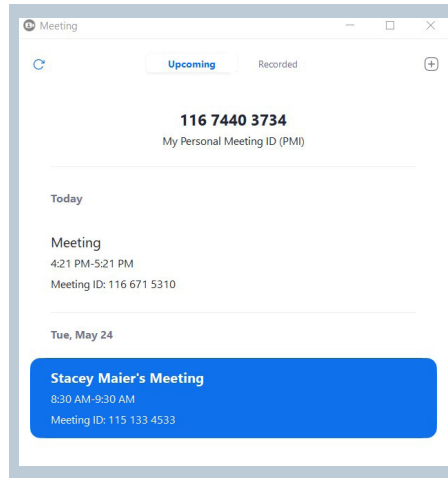 Meeting
Upcoming Recorded
116 7440 3734
My Personal Meeting ID (PMI)
Today
Meeting
4:21 PM-5:21 PM
Meeting ID: 116 671 5310
Tue, May 24
Stacey Maier's Meeting
8:30 AM-9:30 AM
Meeting ID: 115 133 4533